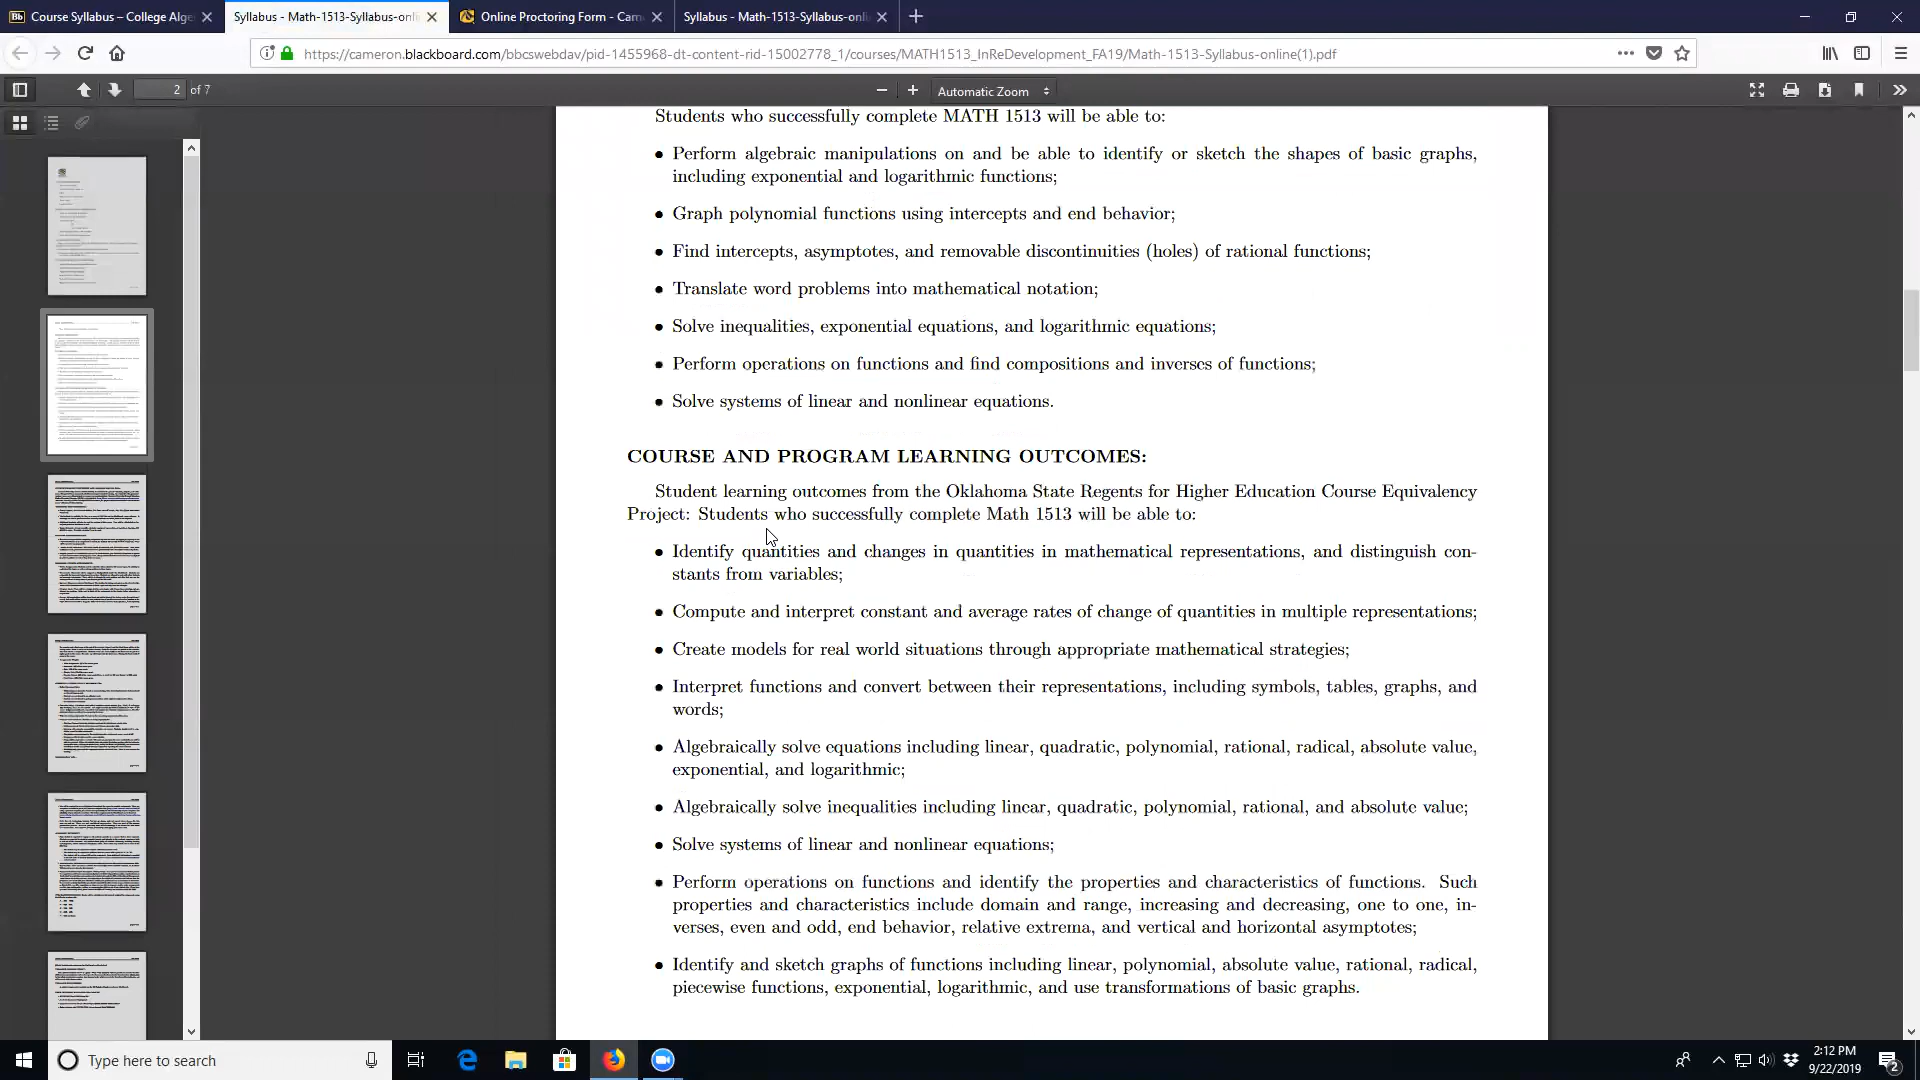 Course Syllabus – College Alge
Syllabus - Math-1513-Syllabus-onli
Online Proctoring Form - Cam
Syllabus - Math-1513-Syllabus-onli
https://cameron.blackboard.com/bbcswebdav/pid-1455968-dt-content-rid-15002778_1/courses/MATH1513_InReDevelopment_FA19/Math-1513-Syllabus-online(1).pdf
2 of 7
Automatic Zoom
Students who successfully complete MATH 1513 will be able to:
• Perform algebraic manipulations on and be able to identify or sketch the shapes of basic graphs,
including exponential and logarithmic functions;
• Graph polynomial functions using intercepts and end behavior;
• Find intercepts, asymptotes, and removable discontinuities (holes) of rational functions;
• Translate word problems into mathematical notation;
• Solve inequalities, exponential equations, and logarithmic equations;
• Perform operations on functions and find compositions and inverses of functions;
• Solve systems of linear and nonlinear equations.
COURSE AND PROGRAM LEARNING OUTCOMES:
Student learning outcomes from the Oklahoma State Regents for Higher Education Course Equivalency
Project: Students who successfully complete Math 1513 will be able to:
• Identify quantities and changes in quantities in mathematical representations, and distinguish con-
stants from variables;
• Compute and interpret constant and average rates of change of quantities in multiple representations;
• Create models for real world situations through appropriate mathematical strategies;
• Interpret functions and convert between their representations, including symbols, tables, graphs, and
words;
• Algebraically solve equations including linear, quadratic, polynomial, rational, radical, absolute value,
exponential, and logarithmic;
• Algebraically solve inequalities including linear, quadratic, polynomial, rational, and absolute value;
• Solve systems of linear and nonlinear equations;
• Perform operations on functions and identify the properties and characteristics of functions. Such
properties and characteristics include domain and range, increasing and decreasing, one to one, in-
verses, even and odd, end behavior, relative extrema, and vertical and horizontal asymptotes;
• Identify and sketch graphs of functions including linear, polynomial, absolute value, rational, radical,
piecewise functions, exponential, logarithmic, and use transformations of basic graphs.
Type here to search
2:12 PM
9/22/2019
2